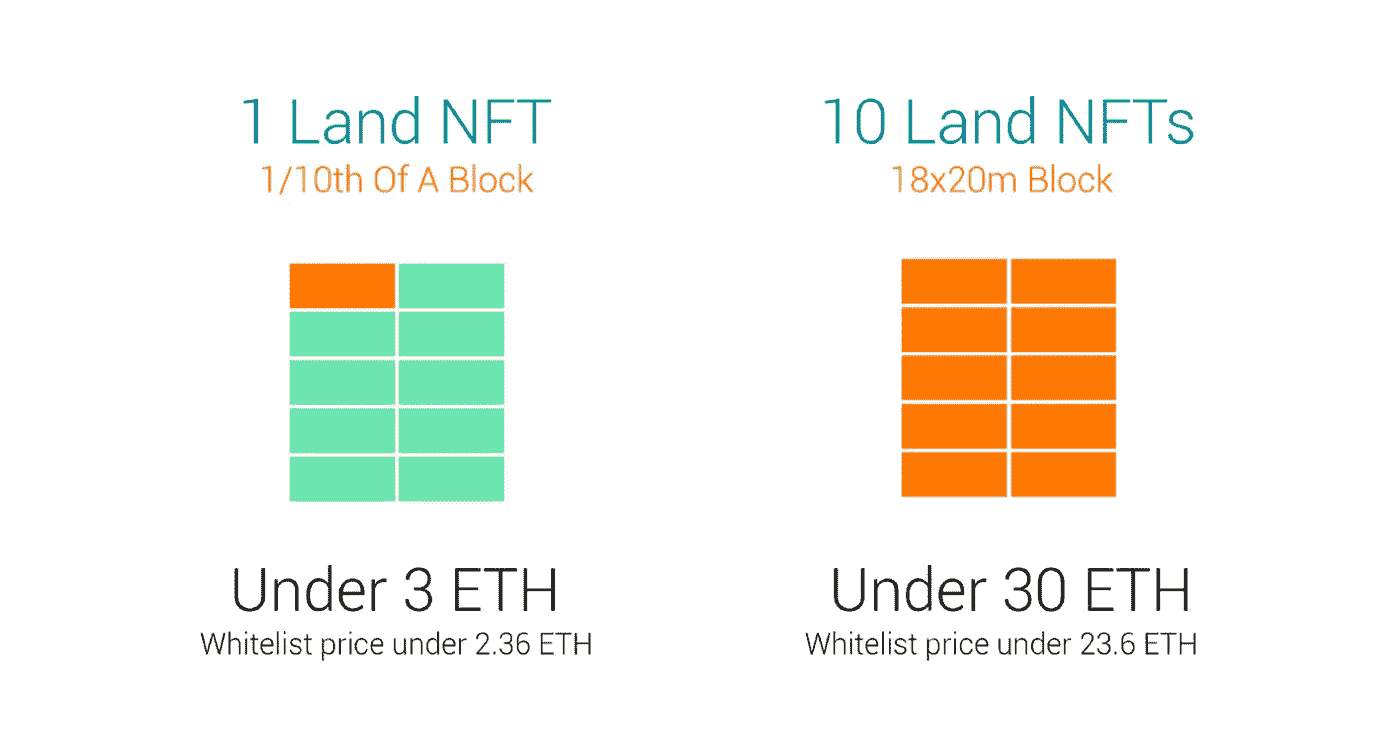 1 Land NFT
1/10th Of A Block
Under 3 ETH
Whitelist price under 2.36 ETH
10 Land NFTs
18x20m Block
Under 30 ETH
Whitelist price under 23.6 ETH